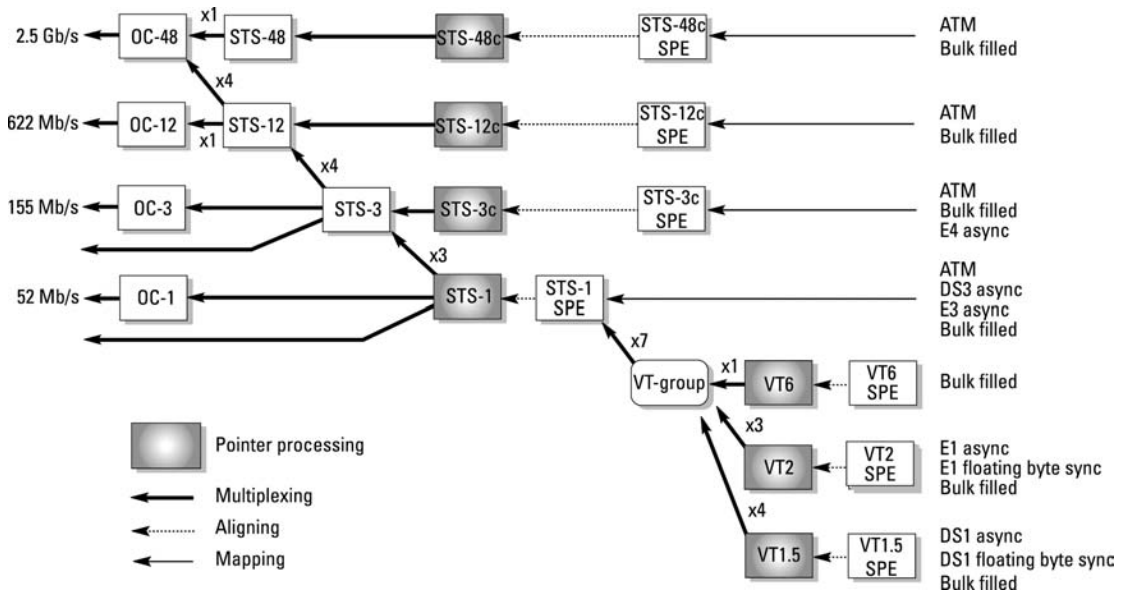 2.5 Gb/s OC-48 x1 STS-48 STS-48c STS-48c SPE ATM
Bulk filled
x4
622 Mb/s OC-12 x1 STS-12 STS-12c STS-12c SPE ATM
Bulk filled
x4
155 Mb/s OC-3 STS-3 STS-3c STS-3c SPE ATM
Bulk filled
E4 async
x3
52 Mb/s OC-1 STS-1 STS-1 SPE ATM
DS3 async
E3 async
Bulk filled
x7
VT-group x1 VT6 VT6 SPE Bulk filled
x3
VT2 VT2 SPE E1 async
E1 floating byte sync
Bulk filled
x4
VT1.5 VT1.5 SPE DS1 async
DS1 floating byte sync
Bulk filled
Pointer processing
Multiplexing
Aligning
Mapping